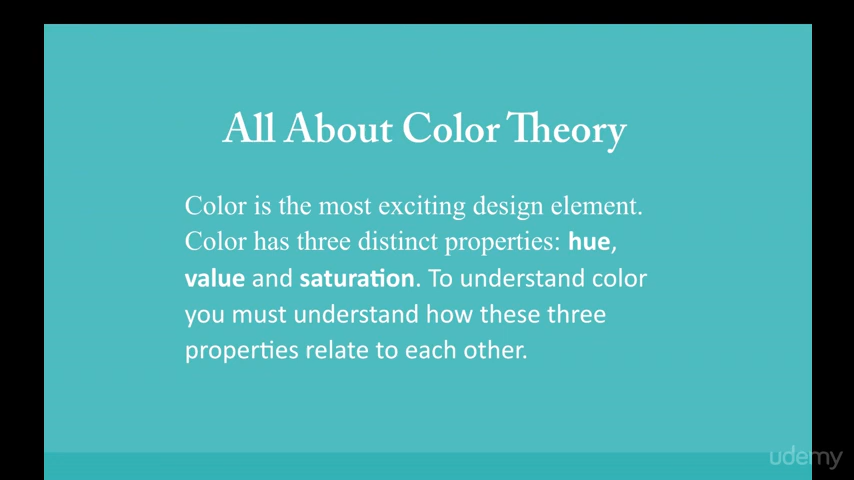 All About Color Theory
Color is the most exciting design element.
Color has three distinct properties: hue,
value and saturation. To understand color
you must understand how these three
properties relate to each other.
udemy